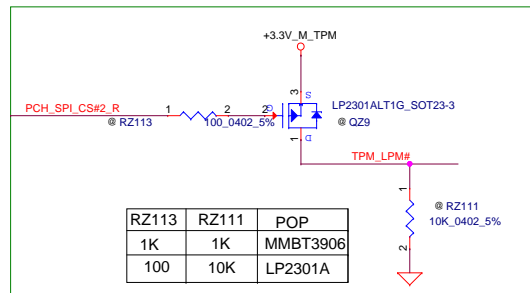 +3.3V_M_TPM
S
3
LP2301ALT1G_SOT23-3
PCH_SPI_CS#2_R
1
2
2
G
@ RZ113
100_0402_5%
@ QZ9
1
D
TPM_LPM#
1
@ RZ111
10K_0402_5%
2
RZ113 RZ111 POP
1K 1K MMBT3906
100 10K LP2301A